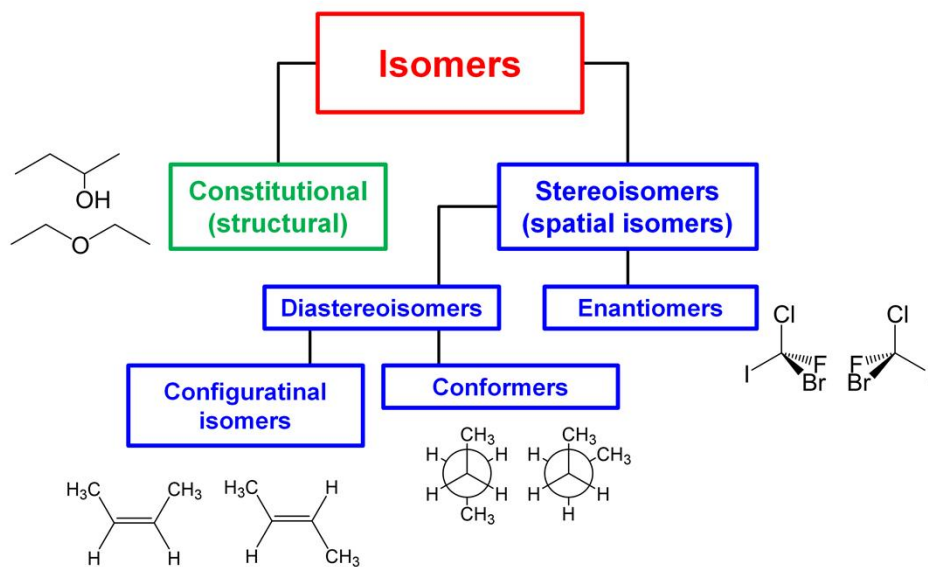 Isomers
Constitutional
(structural)
Stereoisomers
(spatial isomers)
OH
O
Diastereoisomers
Enantiomers
Configuratinal
isomers
Conformers
Cl
I
F
Br
Cl
F
Br
CH₃
H
H
H
H
CH₃
CH₃
H
CH₃
H
H
H
H₃C
CH₃
H
H
H₃C
H
H
CH₃